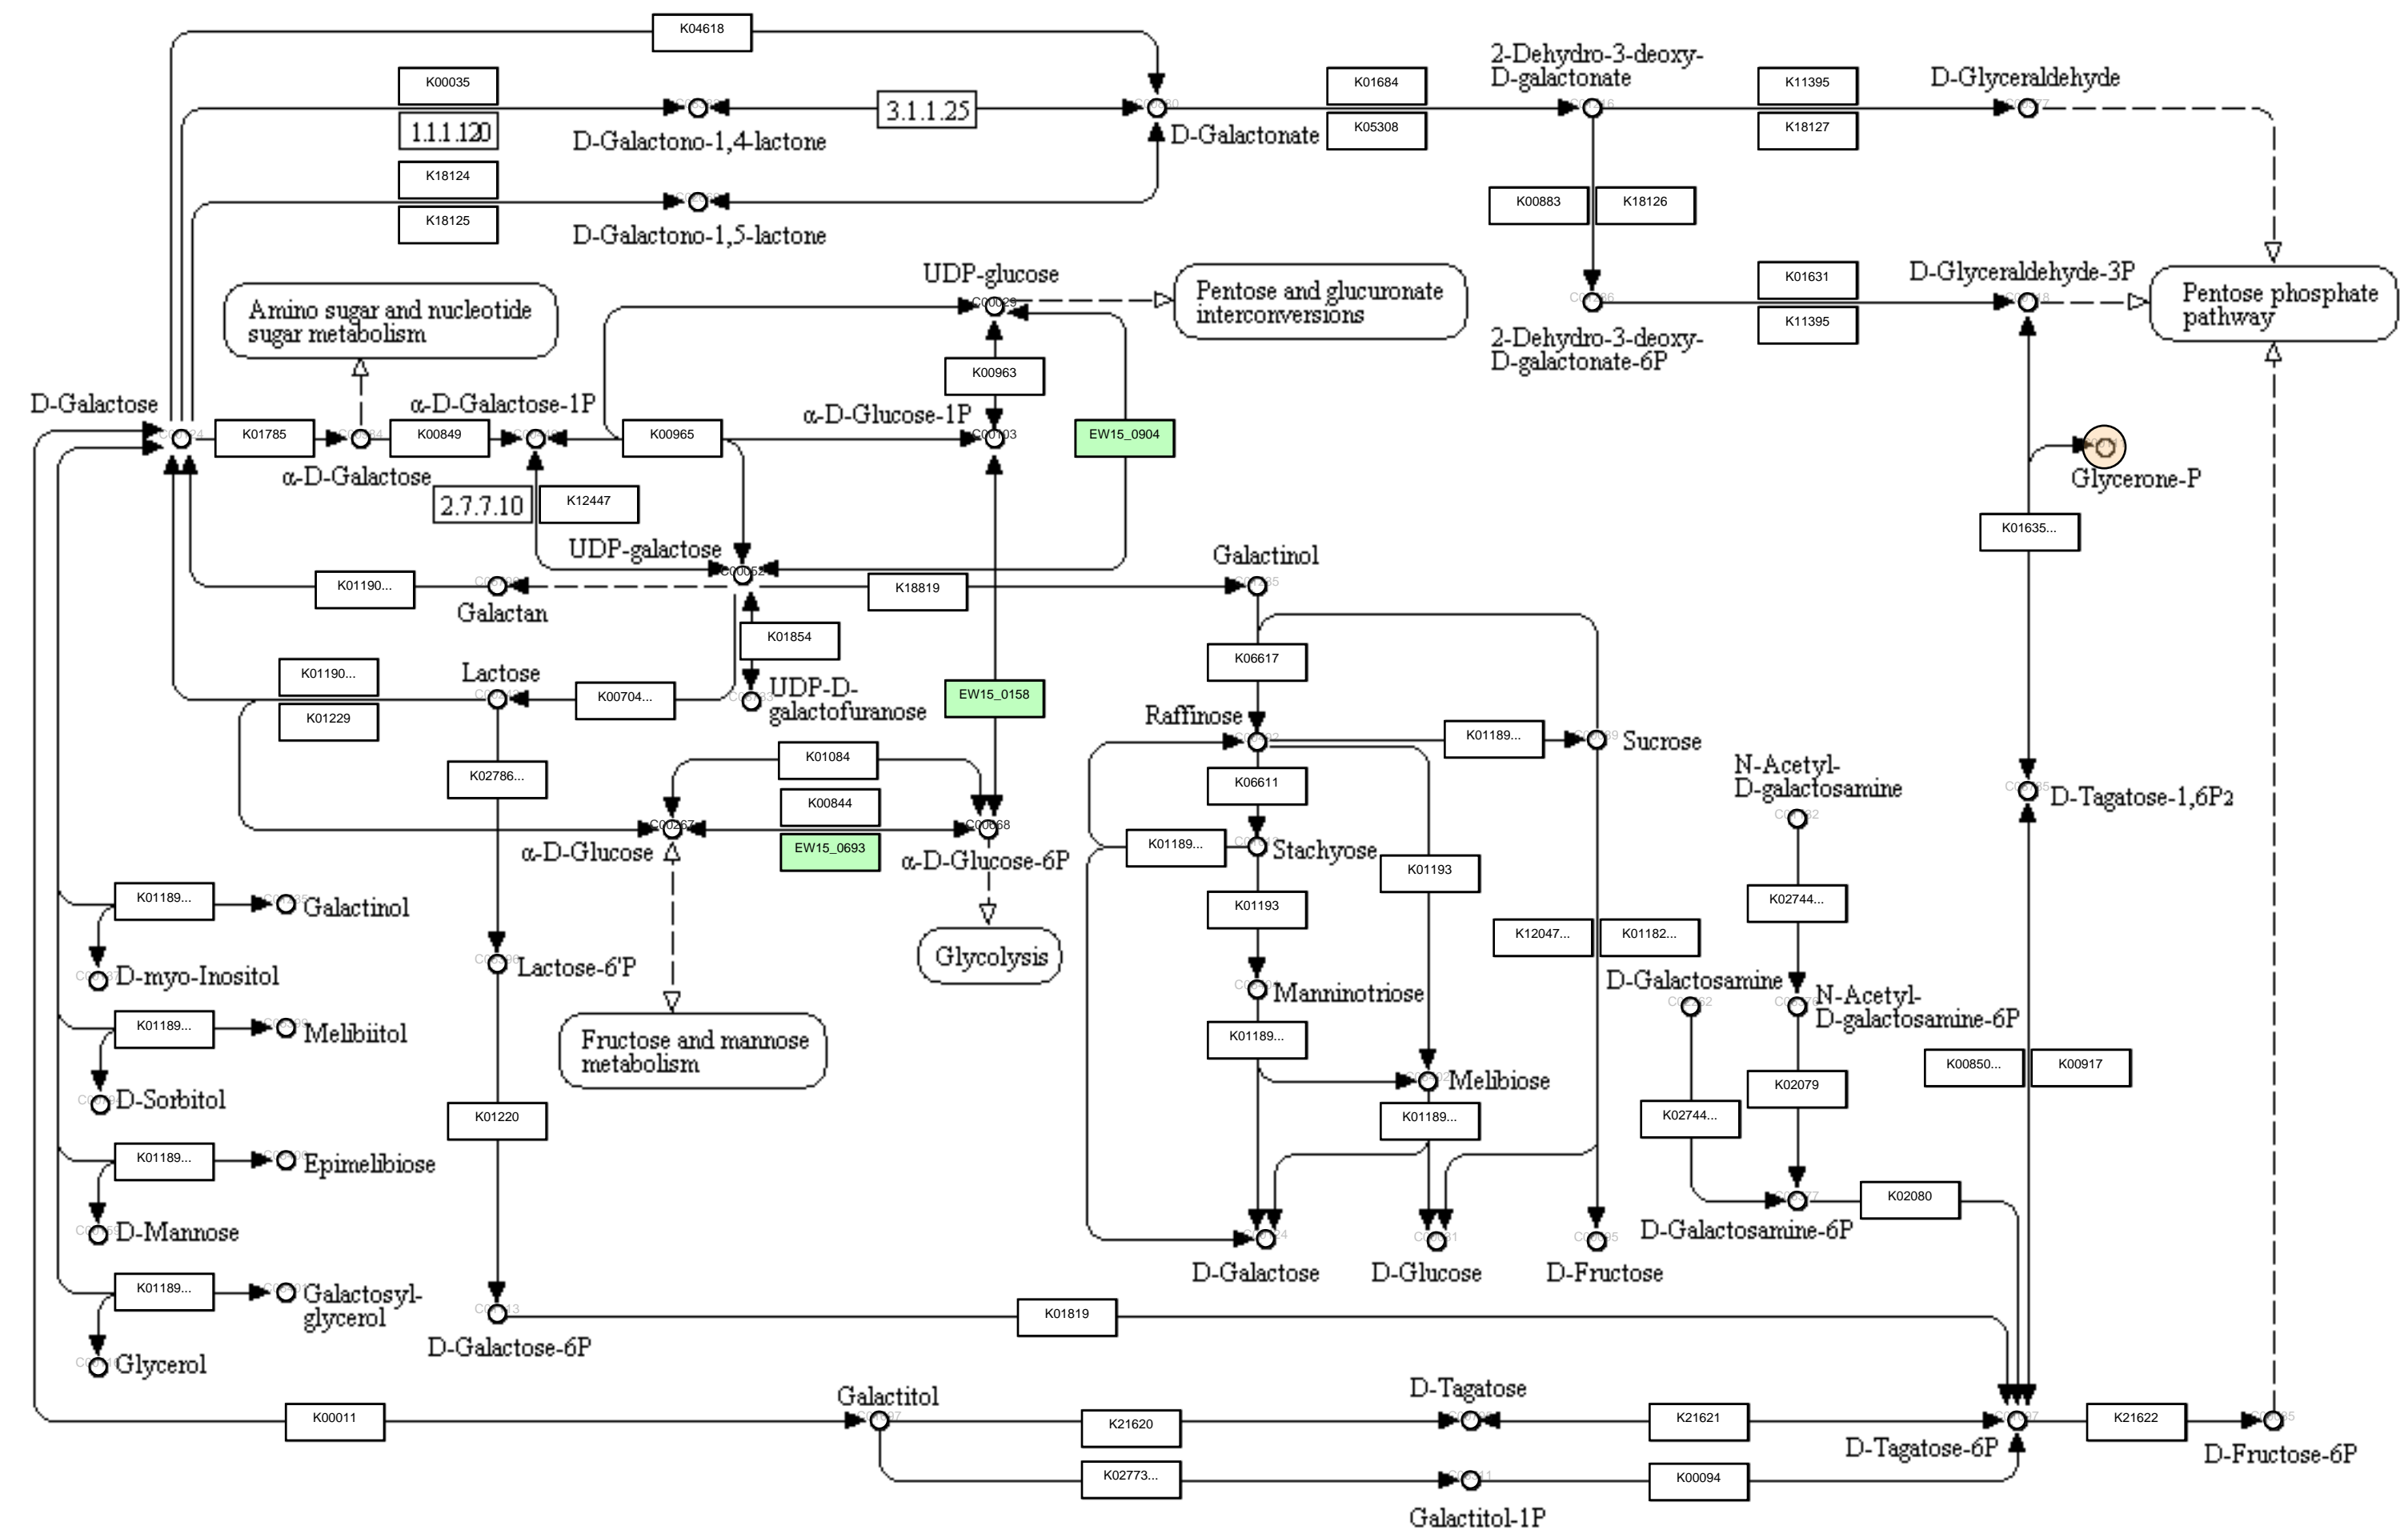 K04618
K00035
1.1.1.120
3.1.1.25
D-Galactono-1,4-lactone
K18124
K18125
D-Galactono-1,5-lactone
D-Galactonate
K01684
K05308
2-Dehydro-3-deoxy-
D-galactonate
K11395
K18127
D-Glyceraldehyde
K00883
K18126
2-Dehydro-3-deoxy-
D-galactonate-6P
K01631
K11395
D-Glyceraldehyde-3P
Pentose phosphate
pathway
Amino sugar and nucleotide
sugar metabolism
UDP-glucose
C00029
Pentose and glucuronate
interconversions
K00963
D-Galactose
K01785
α-D-Galactose
K00849
α-D-Galactose-1P
K00965
α-D-Glucose-1P
C00103
EW15_0904
2.7.7.10
K12447
UDP-galactose
C00052
K01190...
Galactan
K18819
Galactinol
K01854
UDP-D-
galactofuranose
K01190...
K01229
Lactose
K00704...
EW15_0158
K02786...
K01084
K00844
EW15_0693
C00267
α-D-Glucose
C00668
α-D-Glucose-6P
Glycolysis
Fructose and mannose
metabolism
Lactose-6'P
K01220
D-Galactose-6P
K01819
K01189...
Galactinol
D-myo-Inositol
K01189...
Melibiitol
D-Sorbitol
K01189...
Epimelibiose
D-Mannose
K01189...
Galactosyl-
glycerol
Glycerol
K06617
Raffinose
K01189...
Sucrose
K06611
K01189...
Stachyose
K01193
K01193
Manninotriose
K01189...
Melibiose
K01189...
K12047...
K01182...
D-Galactose
D-Glucose
D-Fructose
N-Acetyl-
D-galactosamine
K02744...
D-Galactosamine
N-Acetyl-
D-galactosamine-6P
K02744...
K02079
D-Galactosamine-6P
K02080
Glycerone-P
K01635...
D-Tagatose-1,6P2
K00850...
K00917
K00011
Galactitol
K21620
D-Tagatose
K21621
K02773...
Galactitol-1P
K00094
D-Tagatose-6P
K21622
D-Fructose-6P